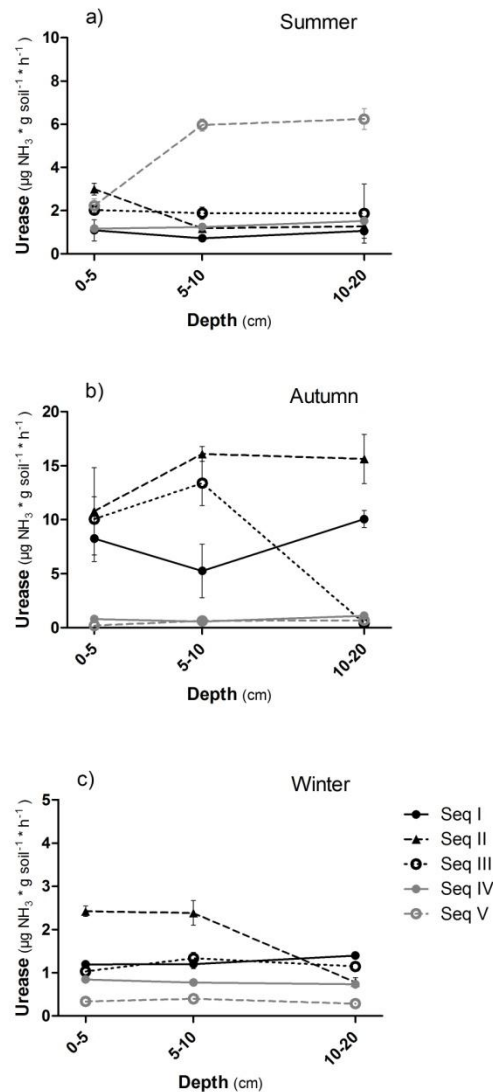 a)
Summer
Urease (µg NH₃ * g soil⁻¹ * h⁻¹ )
10
8
6
4
2
0
0-5
5-10
10-20
Depth (cm)
b)
Autumn
Urease (µg NH₃ * g soil⁻¹ * h⁻¹ )
20
15
10
5
0
0-5
5-10
10-20
Depth (cm)
c)
Winter
Urease (µg NH₃ * g soil⁻¹ * h⁻¹ )
5
4
3
2
1
0
0-5
5-10
10-20
Depth (cm)
Seq I
Seq II
Seq III
Seq IV
Seq V